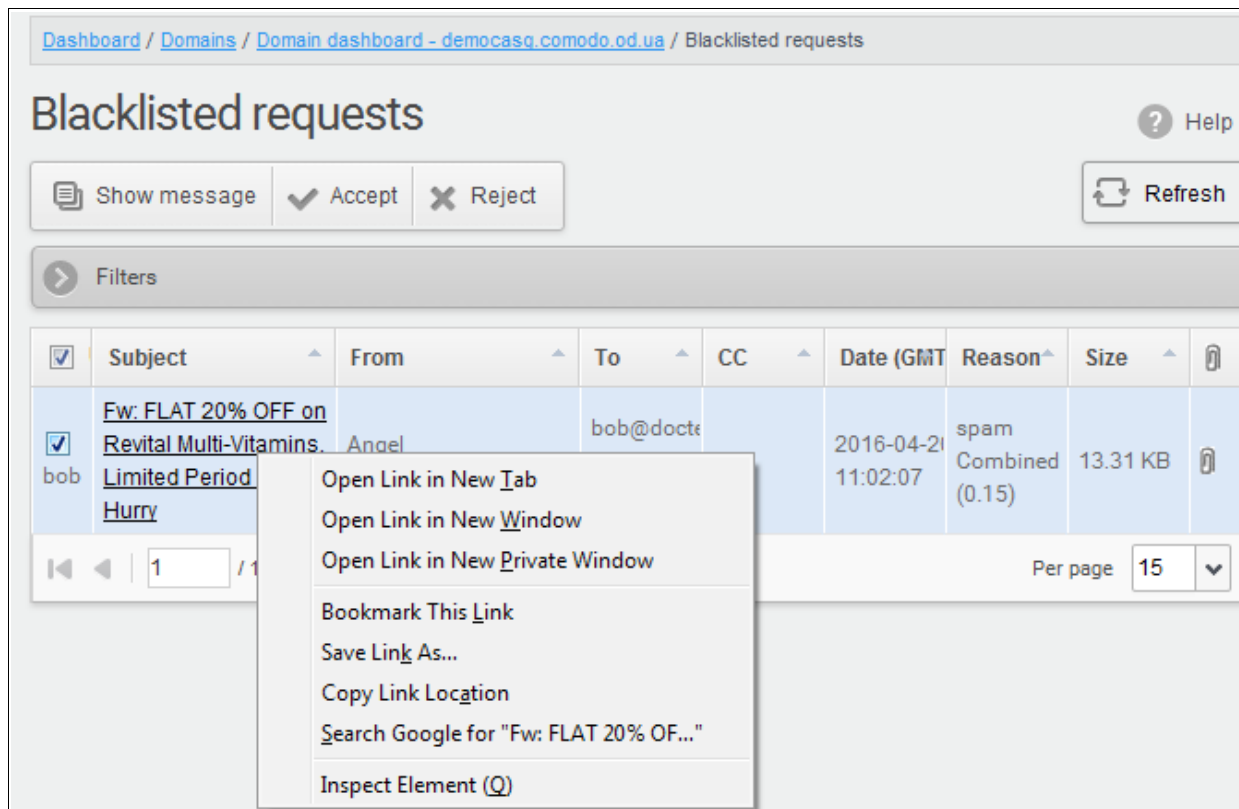 Dashboard / Domains / Domain dashboard - democasg.comodo.od.ua / Blacklisted requests
Blacklisted requests
Help
Show message Accept Reject
Refresh
Filters
Subject From To CC Date (GMT Reason Size
Fw: FLAT 20% OFF on
Revital Multi-Vitamins.
Limited Period
Hurry
bob
Angel
bob@docte
2016-04-20
11:02:07
spam
Combined
(0.15)
13.31 KB
Open Link in New Tab
Open Link in New Window
Open Link in New Private Window
Bookmark This Link
Save Link As...
Copy Link Location
Search Google for "Fw: FLAT 20% OF..."
Inspect Element (Q)
1 / 1
Per page 15